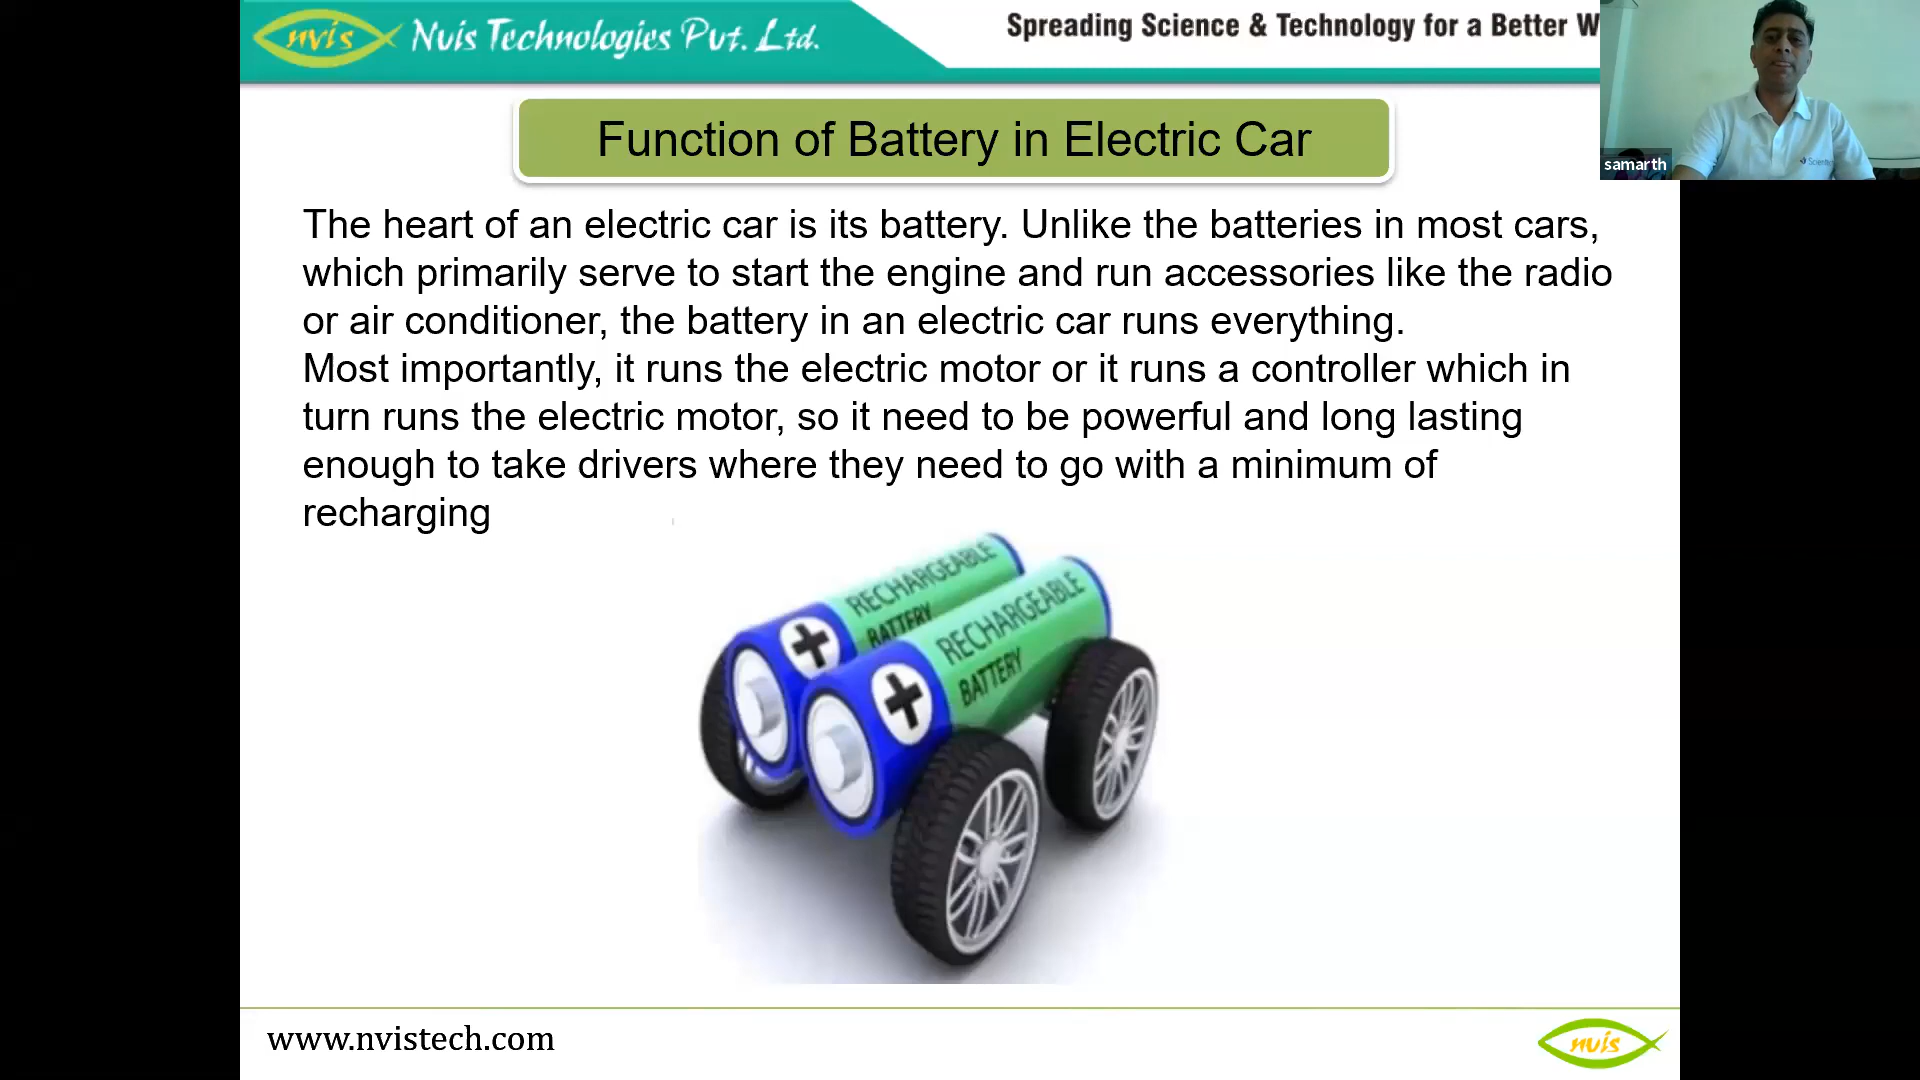 nvis Nvis Technologies Pvt. Ltd.
Spreading Science & Technology for a Better W
samarth
Function of Battery in Electric Car
The heart of an electric car is its battery. Unlike the batteries in most cars,
which primarily serve to start the engine and run accessories like the radio
or air conditioner, the battery in an electric car runs everything.
Most importantly, it runs the electric motor or it runs a controller which in
turn runs the electric motor, so it need to be powerful and long lasting
enough to take drivers where they need to go with a minimum of
recharging
RECHARGEABLE
BATTERY
RECHARGEABLE
BATTERY
www.nvistech.com
nvis